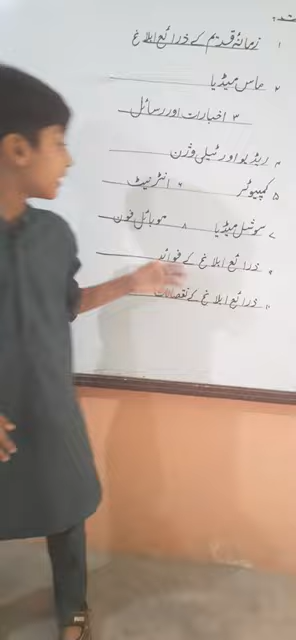 ۱ زمانۂ قدیم کے ذرائع ابلاغ
۲ ماس میڈیا
۳ اخبارات اور رسائل
۴ ریڈیو اور ٹیلی وژن
۵ کمپیوٹر ۶ انٹرنیٹ
۷ سوشل میڈیا ۸ موبائل فون
۹ ذرائع ابلاغ کے فوائد
۱۰ ذرائع ابلاغ کے نقصانات